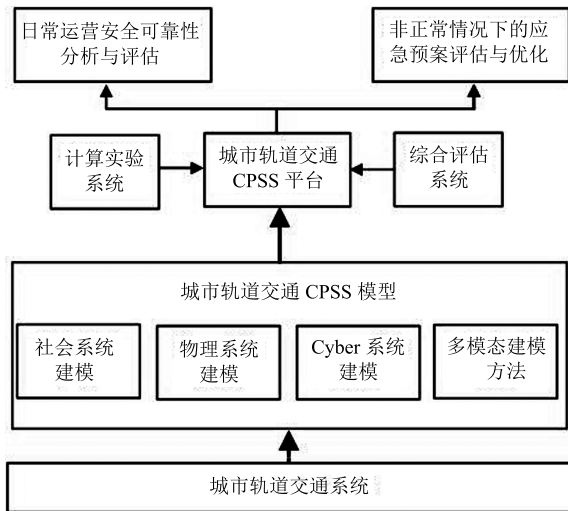 日常运营安全可靠性
分析与评估
非正常情况下的应
急预案评估与优化
计算实验
系统
城市轨道交通
CPSS 平台
综合评估
系统
城市轨道交通 CPSS 模型
社会系统
建模
物理系统
建模
Cyber 系统
建模
多模态建模
方法
城市轨道交通系统